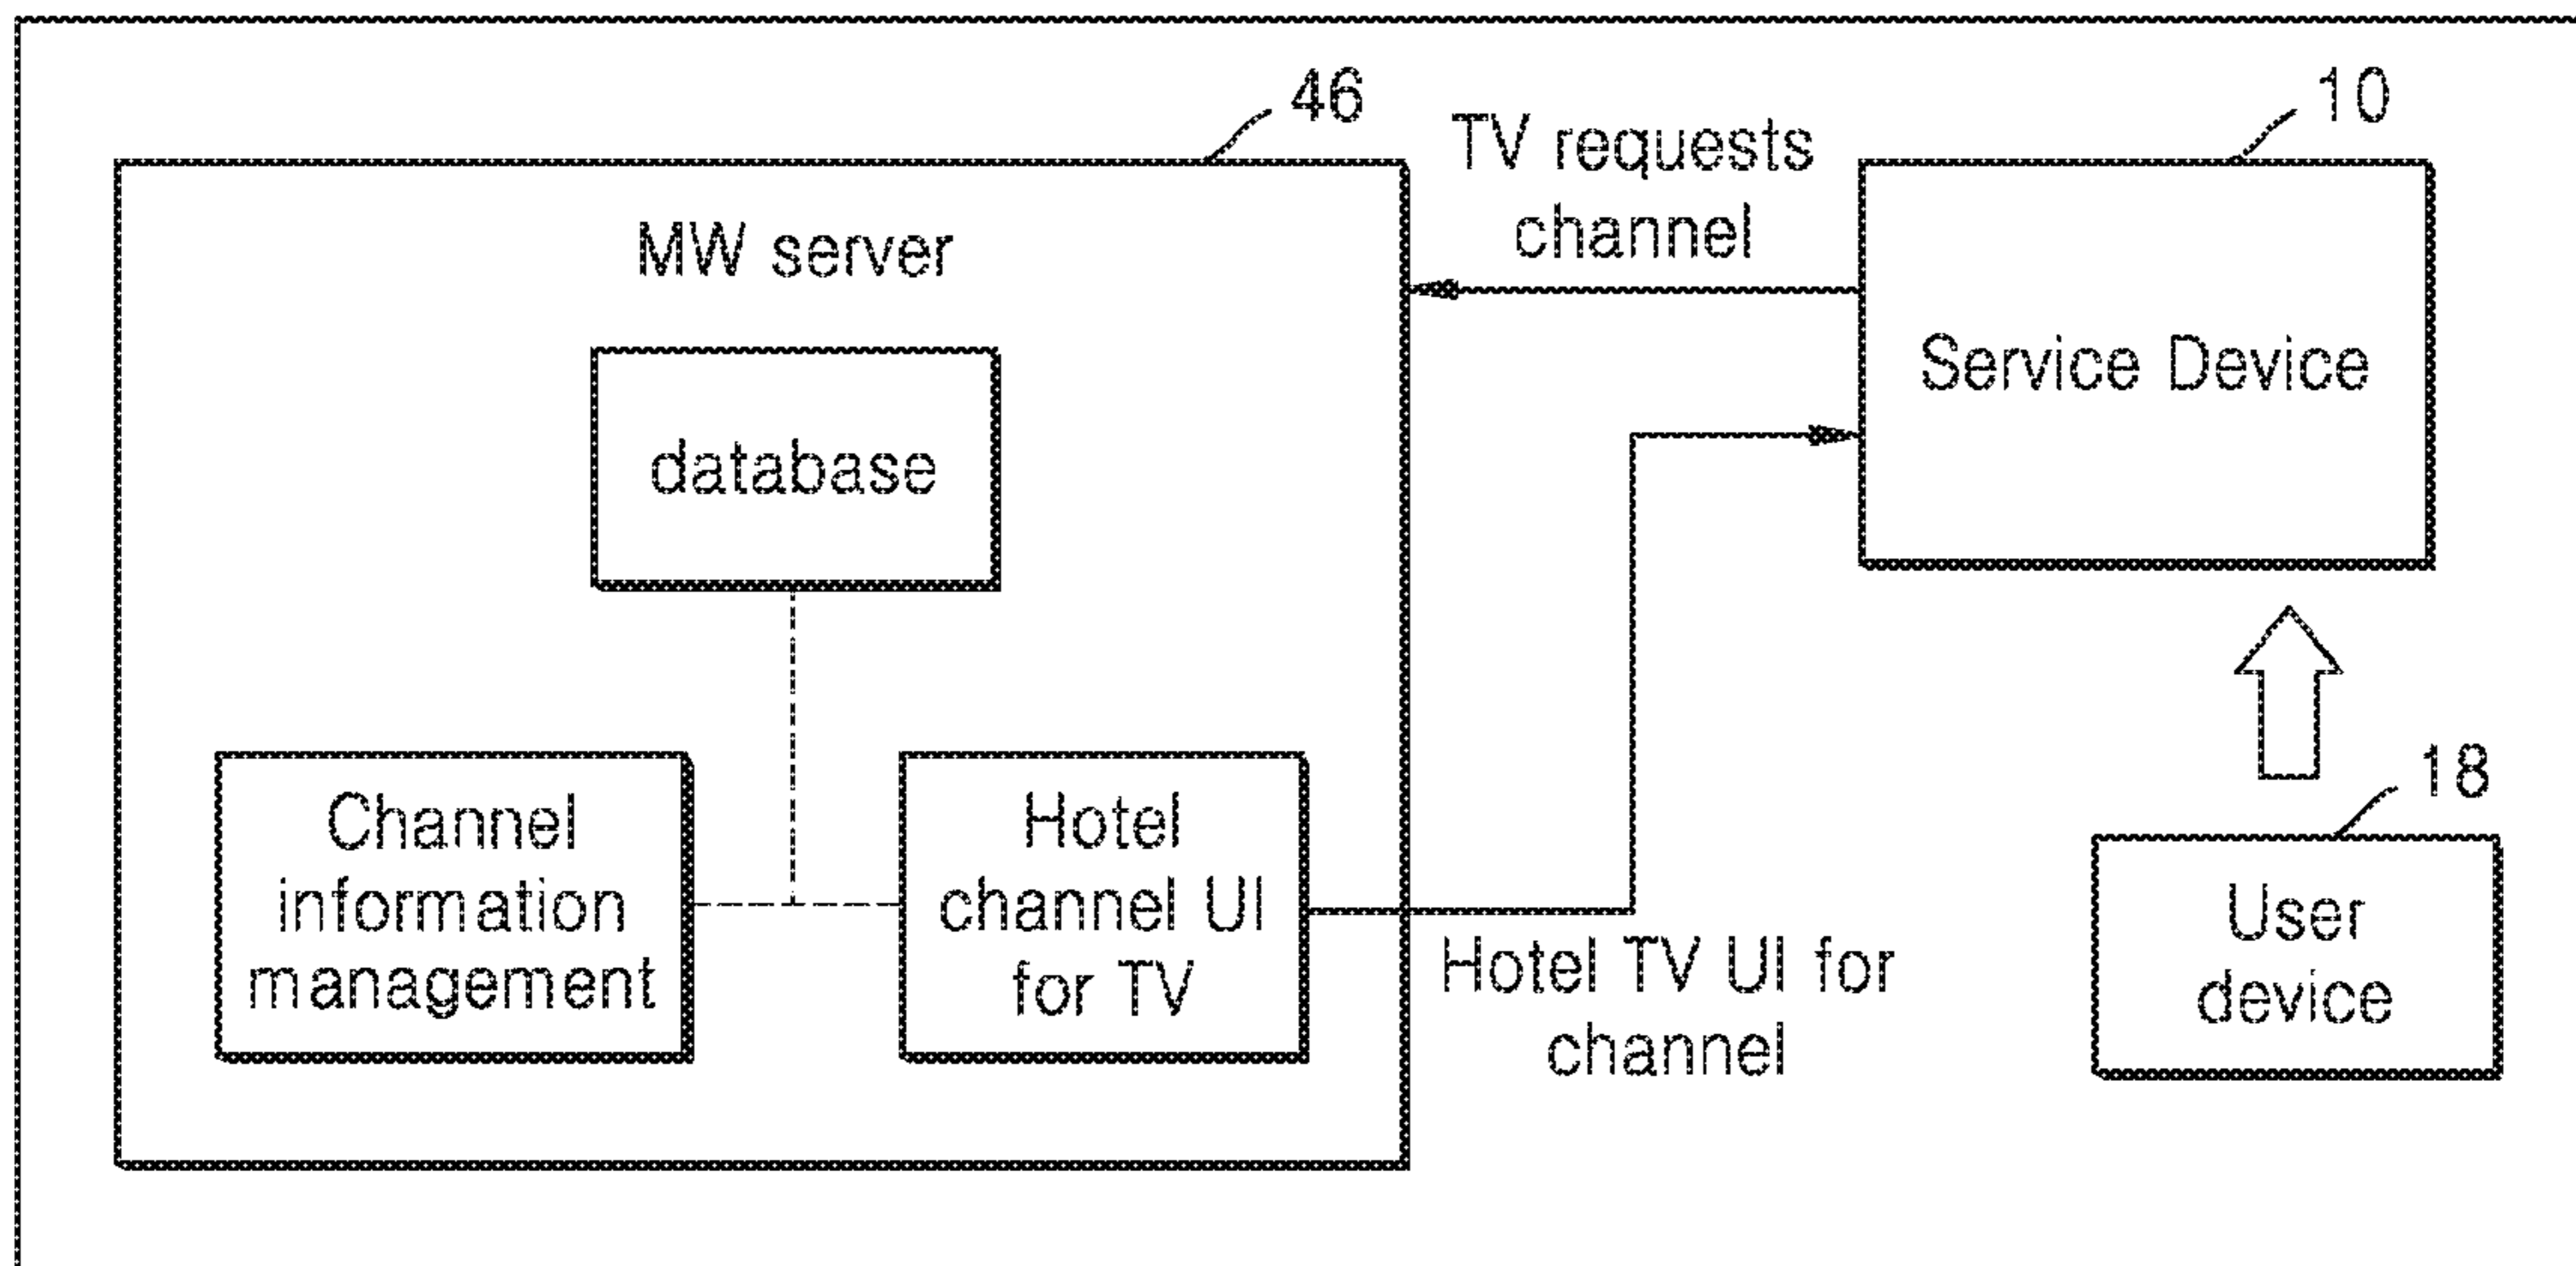 46
10
TV requests
channel
MW server
Service Device
database
18
Channel
information
management
Hotel
channel UI
for TV
Hotel TV UI for
channel
User
device